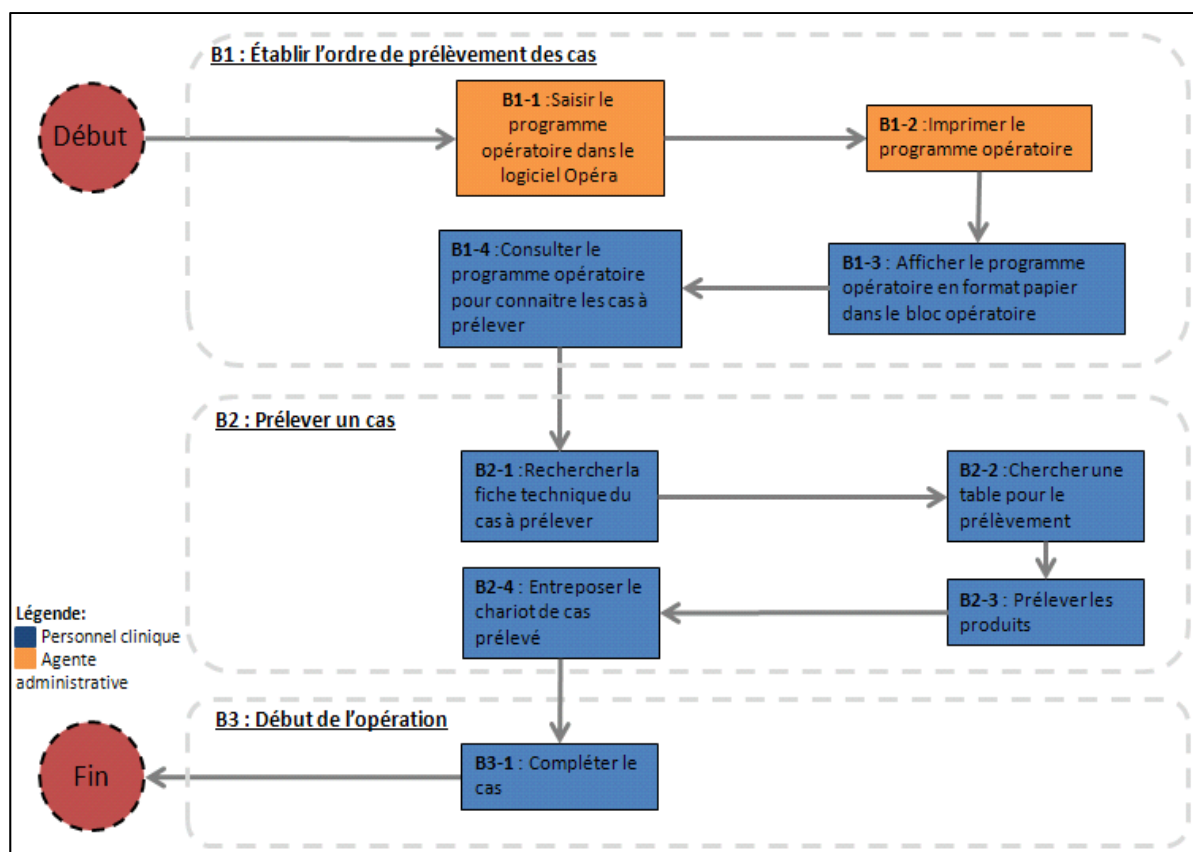 B1 : Établir l'ordre de prélèvement des cas
Début
B1-1 :Saisir le
programme
opératoire dans le
logiciel Opéra
B1-2 :Imprimer le
programme opératoire
B1-4 :Consulter le
programme opératoire
pour connaitre les cas à
prélever
B1-3 : Afficher le programme
opératoire en format papier
dans le bloc opératoire
B2 : Prélever un cas
B2-1 :Rechercher la
fiche technique du
cas à prélever
B2-2 :Chercher une
table pour le
prélèvement
B2-4 : Entreposer le
chariot de cas
prélevé
B2-3 : Prélever les
produits
Légende:
Personnel clinique
Agente
administrative
B3 : Début de l'opération
B3-1 : Compléter le
cas
Fin